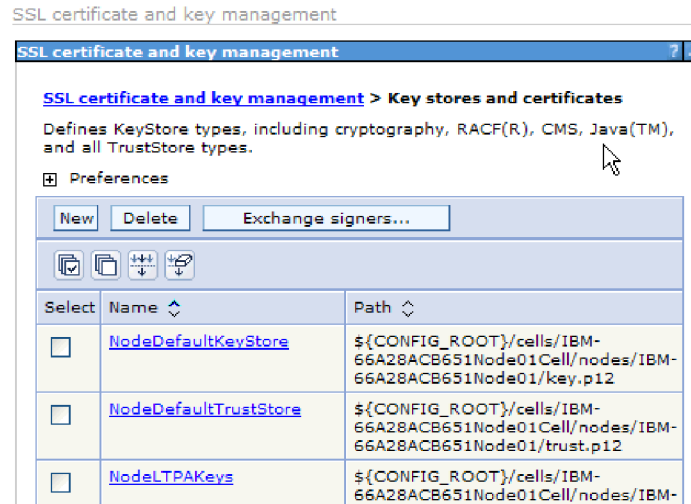 SSL certificate and key management
SSL certificate and key management ?
SSL certificate and key management > Key stores and certificates
Defines KeyStore types, including cryptography, RACF(R), CMS, Java(TM),
and all TrustStore types.
Preferences
New Delete Exchange signers...
Select Name Path
NodeDefaultKeyStore ${CONFIG_ROOT}/cells/IBM-
66A28ACB651Node01Cell/nodes/IBM-
66A28ACB651Node01/key.p12
NodeDefaultTrustStore ${CONFIG_ROOT}/cells/IBM-
66A28ACB651Node01Cell/nodes/IBM-
66A28ACB651Node01/trust.p12
NodeLTPAKeys ${CONFIG_ROOT}/cells/IBM-
66A28ACB651Node01Cell/nodes/IBM-